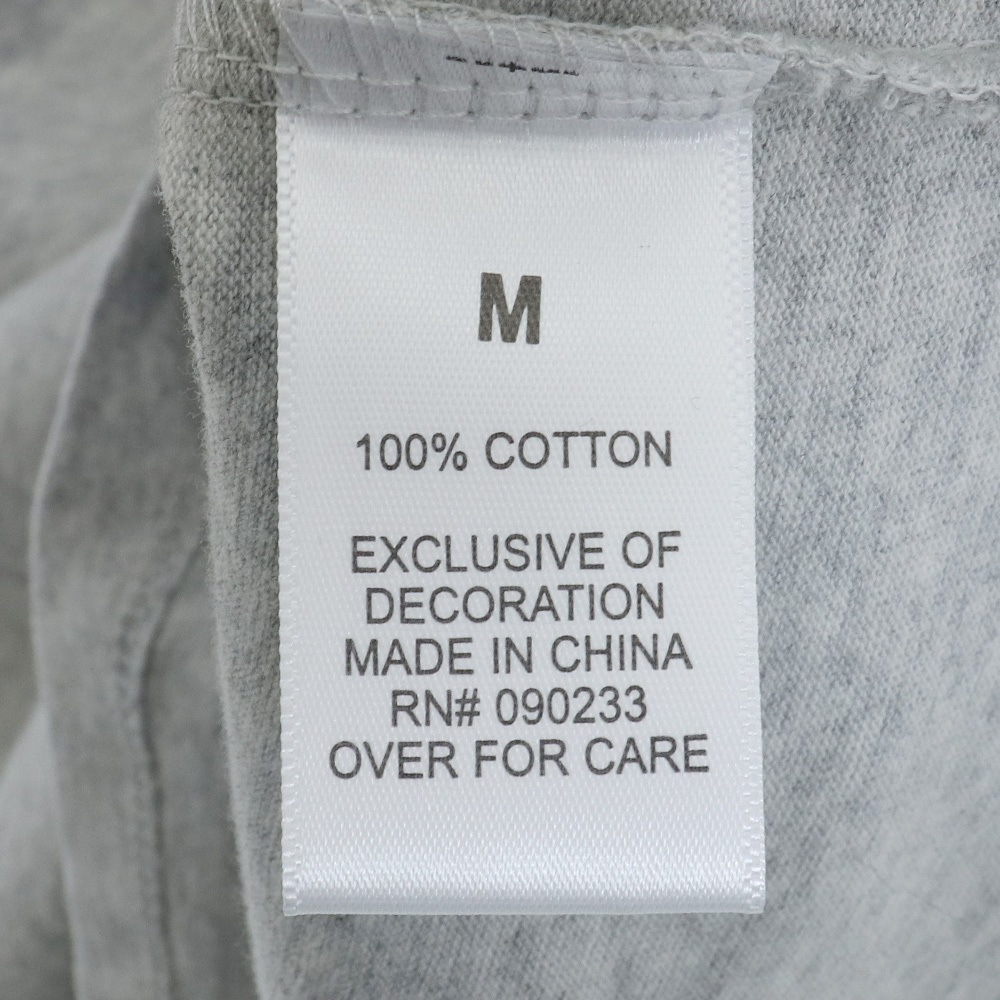 M
100% COTTON
EXCLUSIVE OF
DECORATION
MADE IN CHINA
RN# 090233
OVER FOR CARE